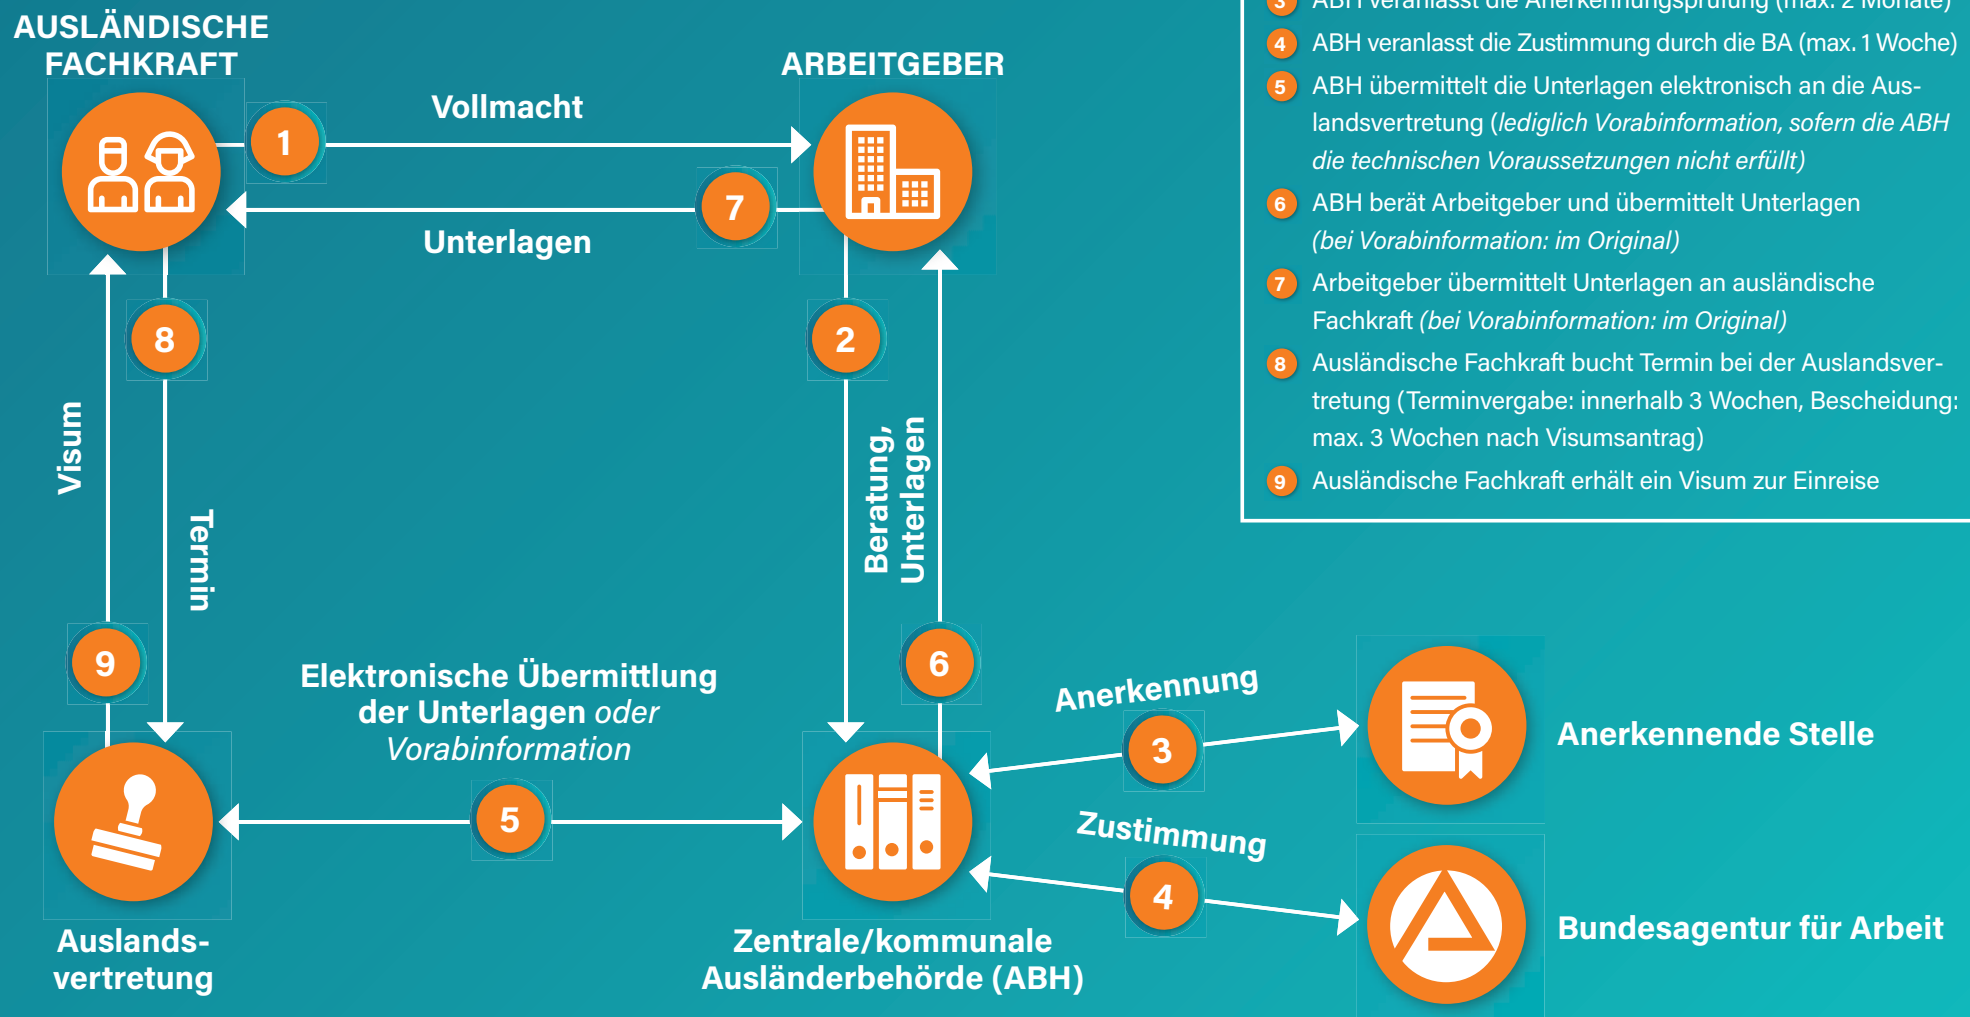 AUSLÄNDISCHE
FACHKRAFT
ARBEITGEBER
1
Vollmacht
7
Unterlagen
8
2
Visum
Termin
Beratung,
Unterlagen
9
6
Elektronische Übermittlung
der Unterlagen oder
Vorabinformation
5
Anerkennung
3
Zustimmung
4
Anerkennende Stelle
Bundesagentur für Arbeit
Auslands-
vertretung
Zentrale/kommunale
Ausländerbehörde (ABH)
3 ABH veranlasst die Anerkennungsprüfung (max. 2 Monate)
4 ABH veranlasst die Zustimmung durch die BA (max. 1 Woche)
5 ABH übermittelt die Unterlagen elektronisch an die Aus-
landsvertretung (lediglich Vorabinformation, sofern die ABH
die technischen Voraussetzungen nicht erfüllt)
6 ABH berät Arbeitgeber und übermittelt Unterlagen
(bei Vorabinformation: im Original)
7 Arbeitgeber übermittelt Unterlagen an ausländische
Fachkraft (bei Vorabinformation: im Original)
8 Ausländische Fachkraft bucht Termin bei der Auslandsver-
tretung (Terminvergabe: innerhalb 3 Wochen, Bescheidung:
max. 3 Wochen nach Visumsantrag)
9 Ausländische Fachkraft erhält ein Visum zur Einreise